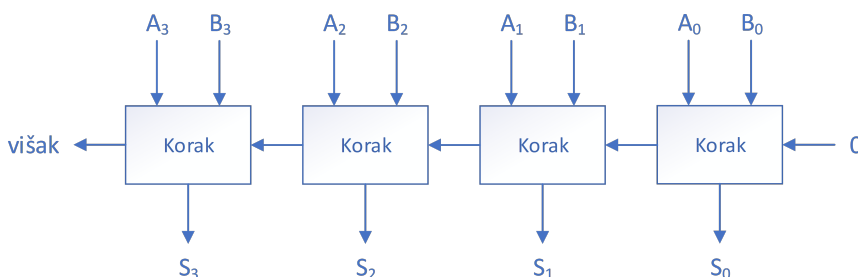 A₃ B₃ A₂ B₂ A₁ B₁ A₀ B₀
višak Korak Korak Korak Korak 0
S₃ S₂ S₁ S₀